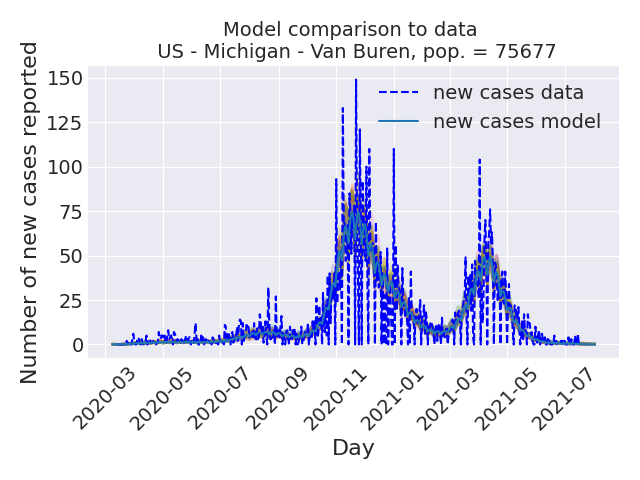 Model comparison to data
US - Michigan - Van Buren, pop. = 75677
Number of new cases reported
150
125
100
75
50
25
0
new cases data
new cases model
2020-03
2020-05
2020-07
2020-09
2020-11
2021-01
2021-03
2021-05
2021-07
Day